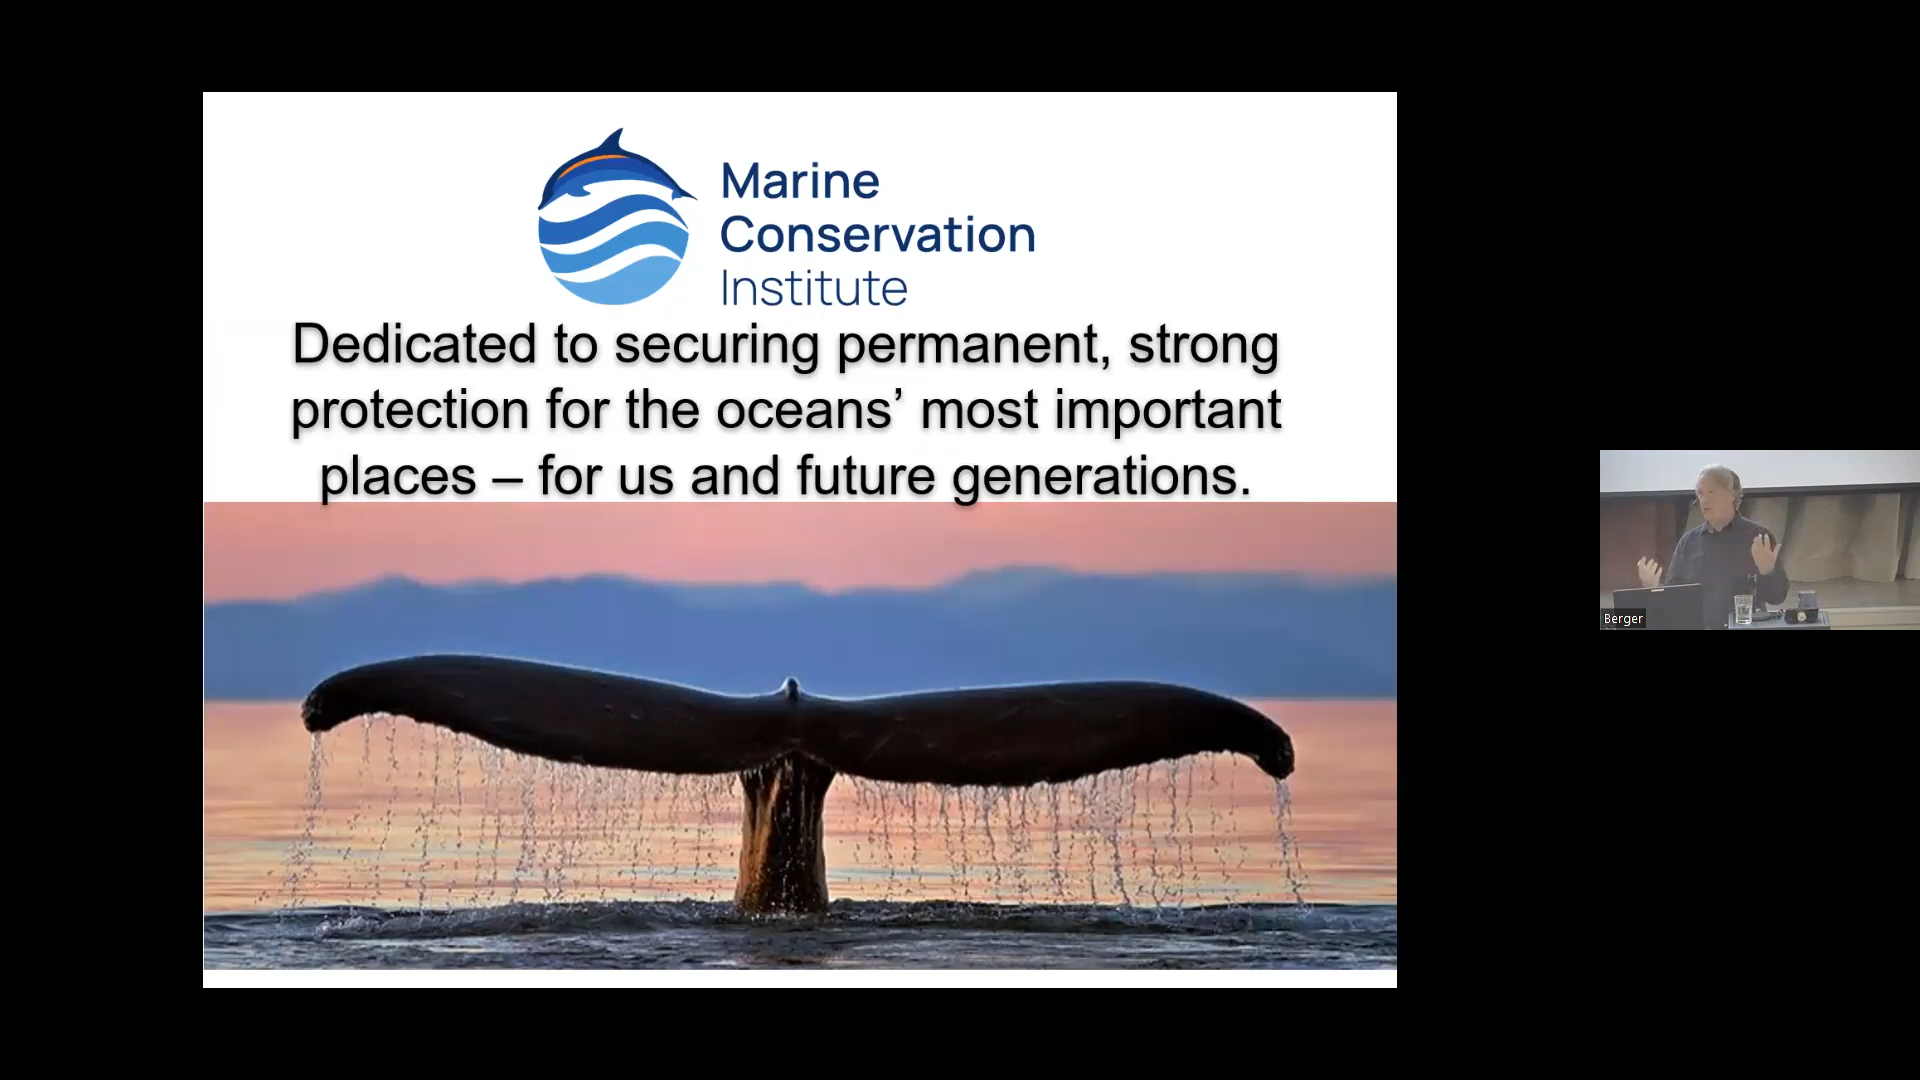 Marine
Conservation
Institute
Dedicated to securing permanent, strong
protection for the oceans’ most important
places – for us and future generations.
Berger